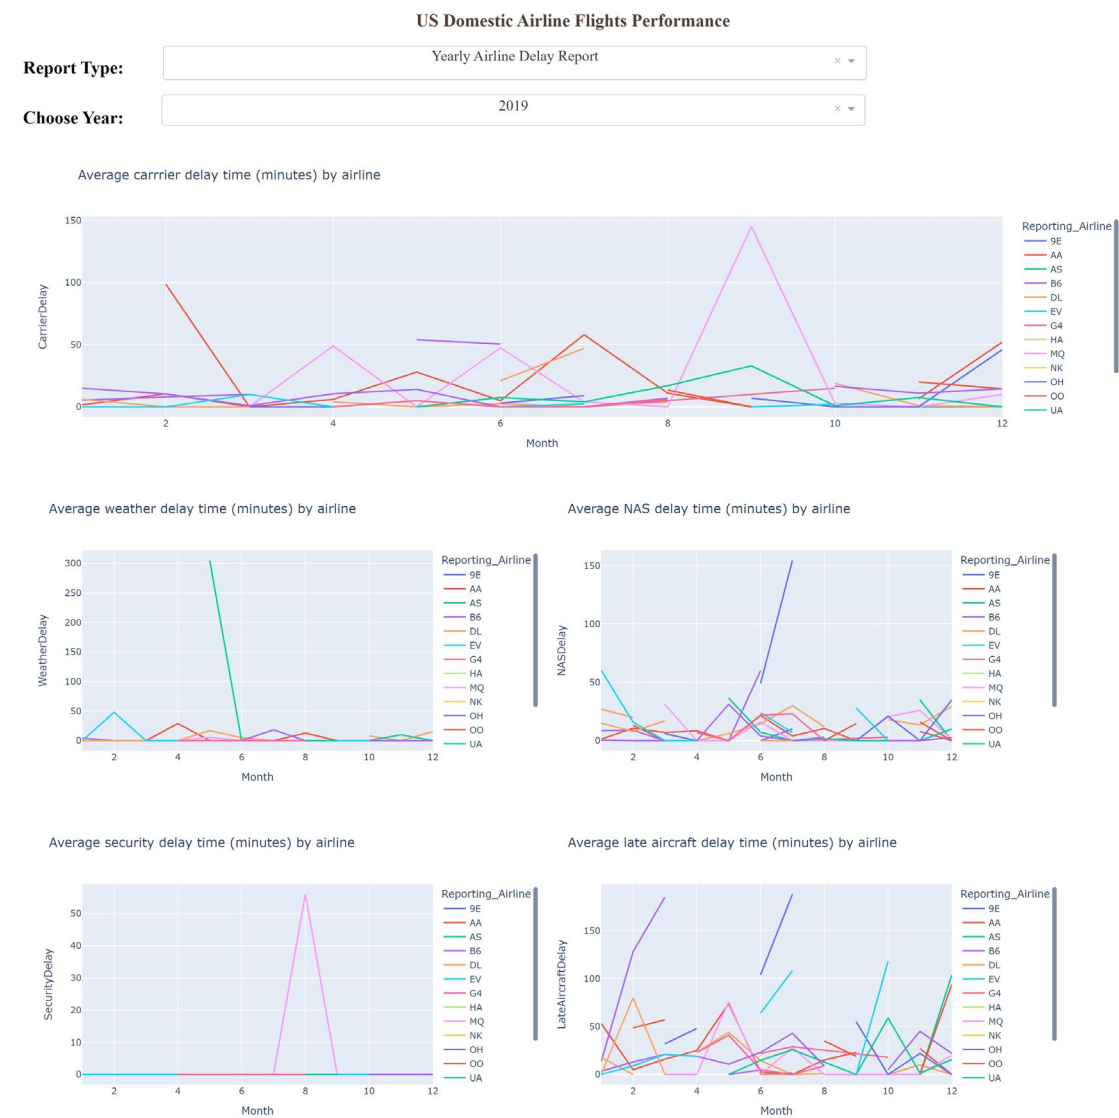 US Domestic Airline Flights Performance
Report Type:
Yearly Airline Delay Report
×
Choose Year:
2019
×
Average carrrier delay time (minutes) by airline
150
100
50
0
CarrierDelay
2
4
6
8
10
12
Month
Reporting_Airline
9E
AA
AS
B6
DL
EV
G4
HA
MQ
NK
OH
OO
UA
Average weather delay time (minutes) by airline
300
250
200
150
100
50
0
WeatherDelay
2
4
6
8
10
12
Month
Reporting_Airline
9E
AA
AS
B6
DL
EV
G4
HA
MQ
NK
OH
OO
UA
Average NAS delay time (minutes) by airline
150
100
50
0
NASDelay
2
4
6
8
10
12
Month
Reporting_Airline
9E
AA
AS
B6
DL
EV
G4
HA
MQ
NK
OH
OO
UA
Average security delay time (minutes) by airline
50
40
30
20
10
0
SecurityDelay
2
4
6
8
10
12
Month
Reporting_Airline
9E
AA
AS
B6
DL
EV
G4
HA
MQ
NK
OH
OO
UA
Average late aircraft delay time (minutes) by airline
150
100
50
0
LateAircraftDelay
2
4
6
8
10
12
Month
Reporting_Airline
9E
AA
AS
B6
DL
EV
G4
HA
MQ
NK
OH
OO
UA